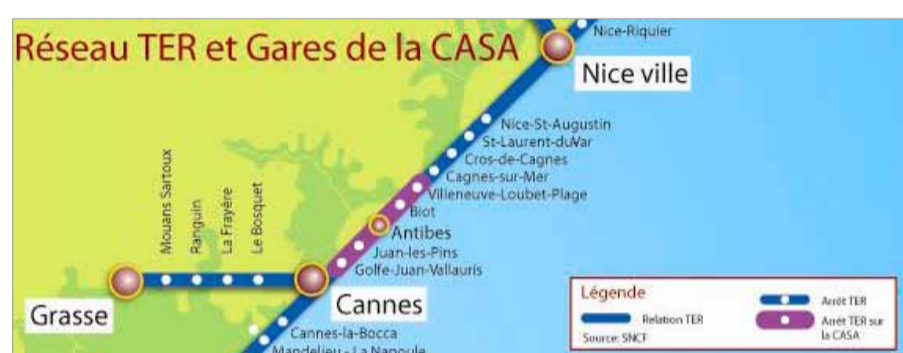 Réseau TER et Gares de la CASA
Nice-Riquier
Nice ville
Nice-St-Augustin
St-Laurent-duVar
Cros-de-Cagnes
Cagnes-sur-Mer
Villeneuve-Loubet-Plage
Biot
Antibes
Juan-les-Pins
Golfe-Juan-Vallauris
Mouans Sartoux
Ranguin
La Frayère
Le Bosquet
Grasse
Cannes
Cannes-la-Bocca
Mandelieu - La Napoule
Légende
Relation TER
Source: SNCF
Arrêt TER
Arrêt TER sur
la CASA